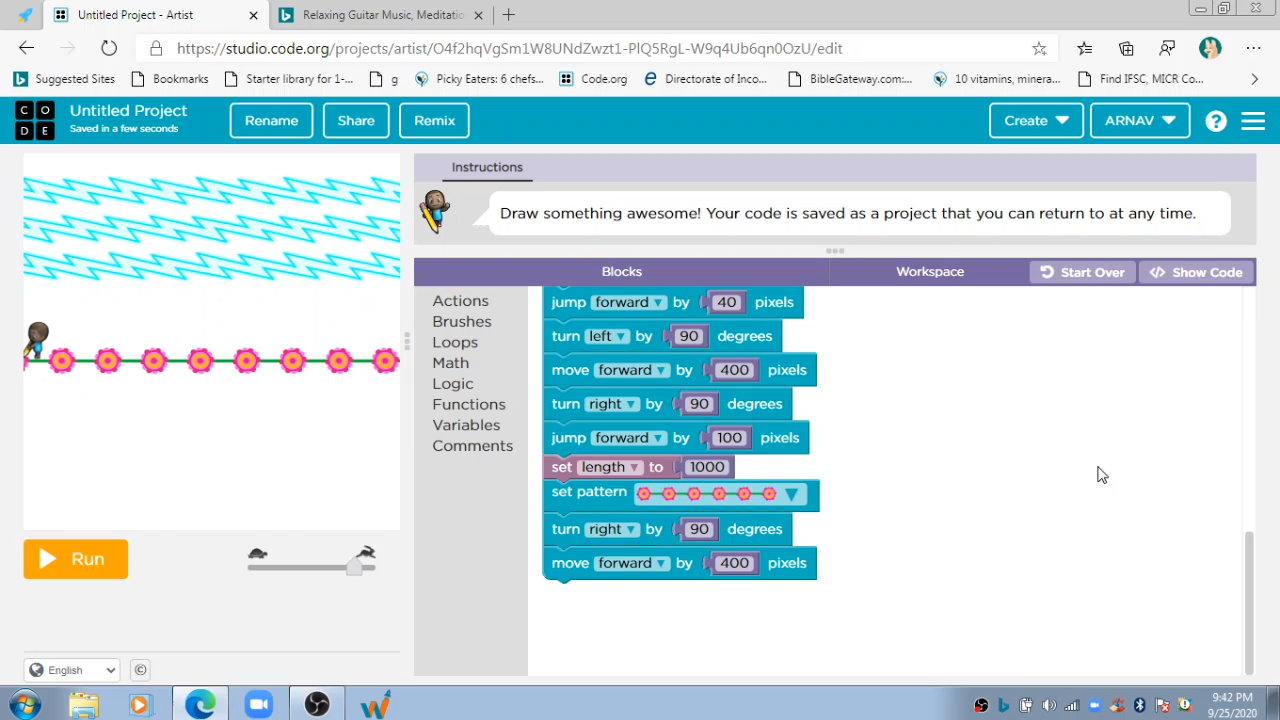 Untitled Project - Artist
Relaxing Guitar Music, Meditatio
https://studio.code.org/projects/artist/O4f2hqVgSm1W8UNdZwzt1-PlQ5RgL-W9q4Ub6qn0OzU/edit
Suggested Sites
Bookmarks
Starter library for 1-...
g
Picky Eaters: 6 chefs...
Code.org
Directorate of Inco...
BibleGateway.com:...
10 vitamins, minera...
Find IFSC, MICR Co...
C O
D E
Untitled Project
Saved in a few seconds
Rename
Share
Remix
Create
ARNAV
?
Instructions
Draw something awesome! Your code is saved as a project that you can return to at any time.
Blocks
Workspace
Start Over
</> Show Code
Actions
Brushes
Loops
Math
Logic
Functions
Variables
Comments
jump forward by 40 pixels
turn left by 90 degrees
move forward by 400 pixels
turn right by 90 degrees
jump forward by 100 pixels
set length to 1000
set pattern
turn right by 90 degrees
move forward by 400 pixels
Run
English
©
9:42 PM
9/25/2020